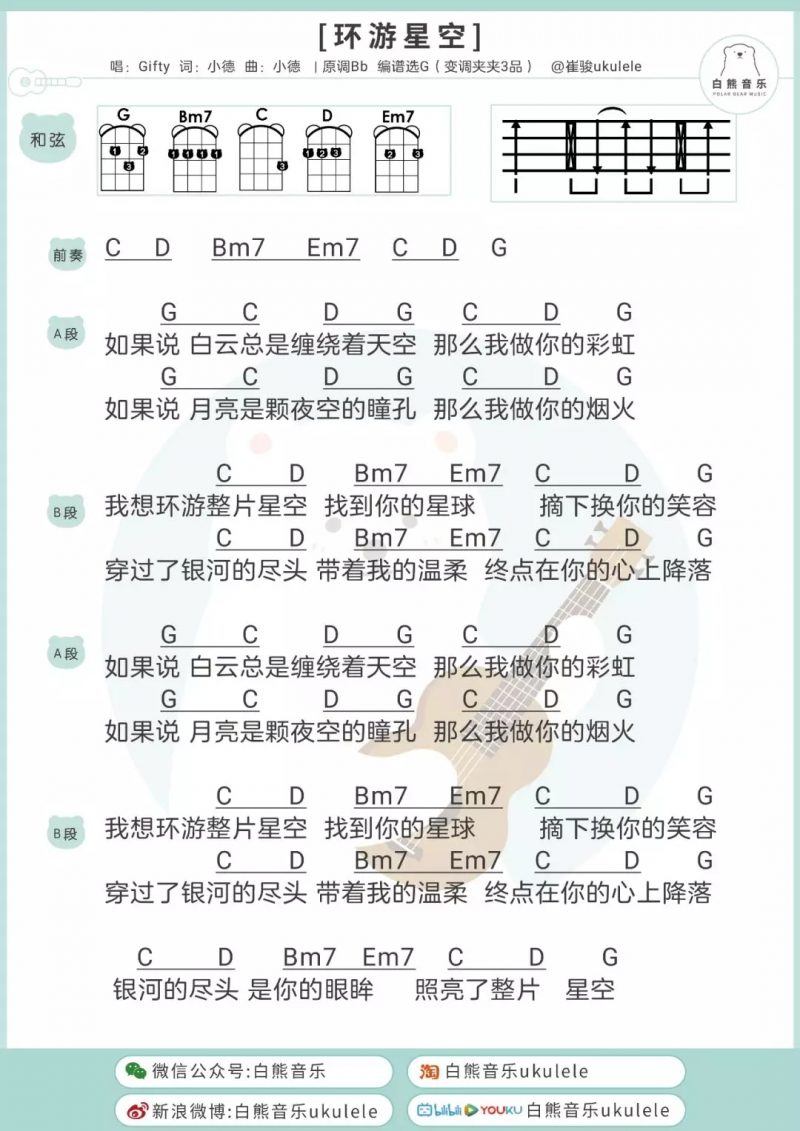 [环游星空]
唱：Gifty 词：小德 曲：小德 |原调Bb 编谱选G（变调夹夹3品） @崔骏ukulele
白熊音乐
POLAR BEAR MUSIC
和弦
G Bm7 C D Em7
1 2 3 1 1 1 1 3 1 2 3 2 3
前奏 C D Bm7 Em7 C D G
G C D G C D G
A段 如果说 白云总是缠绕着天空 那么我做你的彩虹
G C D G C D G
如果说 月亮是颗夜空的瞳孔 那么我做你的烟火
C D Bm7 Em7 C D G
B段 我想环游整片星空 找到你的星球 摘下换你的笑容
C D Bm7 Em7 C D G
穿过了银河的尽头 带着我的温柔 终点在你的心上降落
G C D G C D G
A段 如果说 白云总是缠绕着天空 那么我做你的彩虹
G C D G C D G
如果说 月亮是颗夜空的瞳孔 那么我做你的烟火
C D Bm7 Em7 C D G
B段 我想环游整片星空 找到你的星球 摘下换你的笑容
C D Bm7 Em7 C D G
穿过了银河的尽头 带着我的温柔 终点在你的心上降落
C D Bm7 Em7 C D G
银河的尽头 是你的眼眸 照亮了整片 星空
微信公众号:白熊音乐
淘 白熊音乐ukulele
新浪微博:白熊音乐ukulele
bilibili YOUKU 白熊音乐ukulele